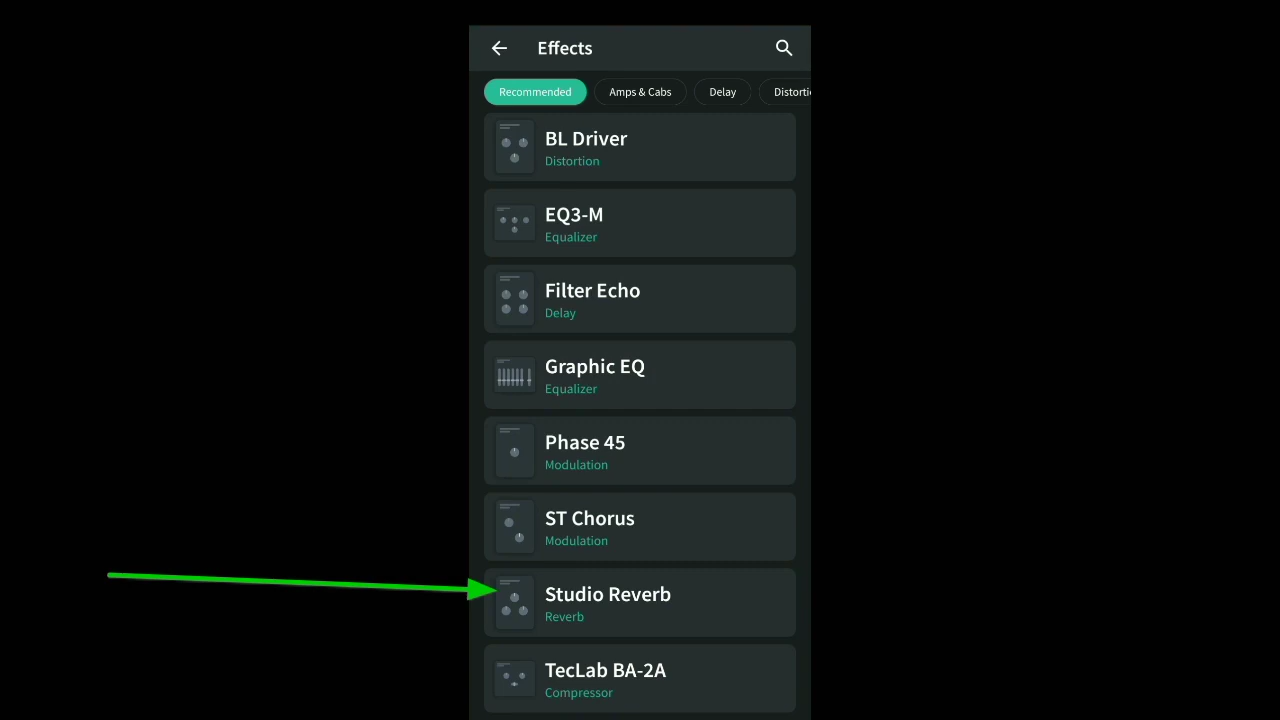 Effects
Recommended
Amps & Cabs
Delay
BL Driver
Distortion
EQ3-M
Equalizer
Filter Echo
Delay
Graphic EQ
Equalizer
Phase 45
Modulation
ST Chorus
Modulation
Studio Reverb
Reverb
TecLab BA-2A
Compressor